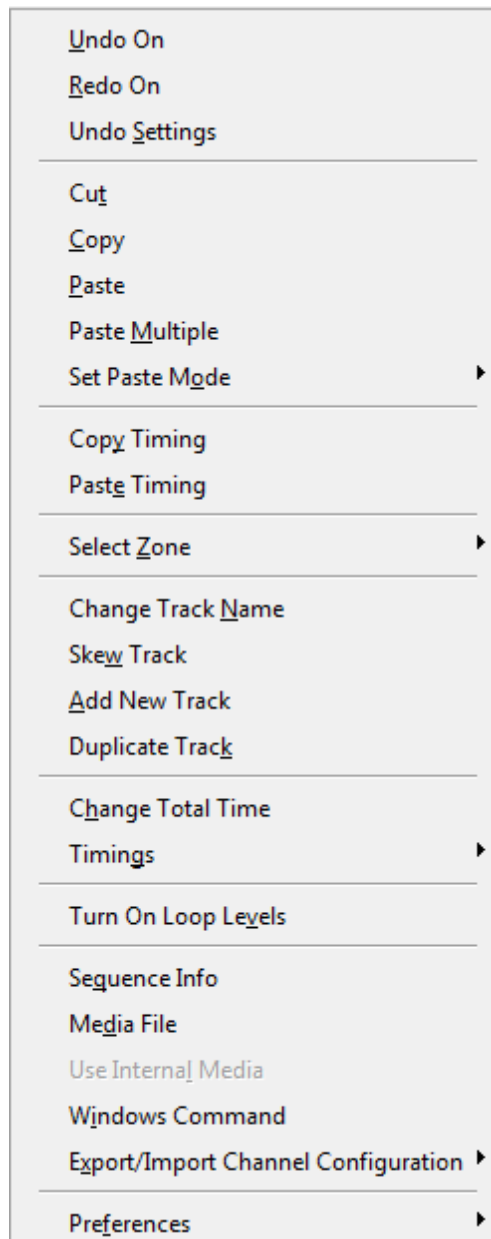 Undo On
Redo On
Undo Settings
Cut
Copy
Paste
Paste Multiple
Set Paste Mode
Copy Timing
Paste Timing
Select Zone
Change Track Name
Skew Track
Add New Track
Duplicate Track
Change Total Time
Timings
Turn On Loop Levels
Sequence Info
Media File
Use Internal Media
Windows Command
Export/Import Channel Configuration
Preferences